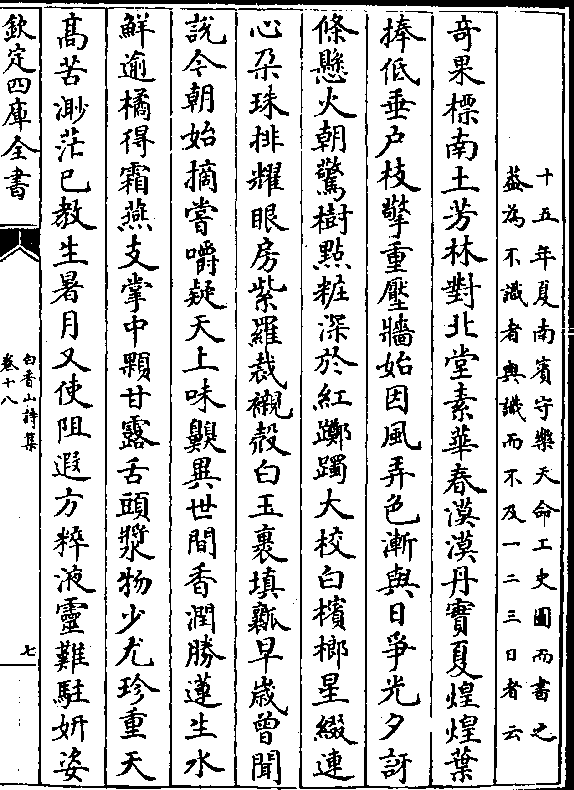 十五年夏南賓守樂天命工吏圖而書之
葢為不識者與識而不及一二三日者云
奇果標南土芳林對北堂素華春漠漠丹實夏煌煌葉
捧低垂户枝擎重壓牆始因風弄色漸與日爭光夕訝
條懸火朝驚樹點粧深於紅躑躅大校白檳榔星綴連
心朶珠排耀眼房紫羅裁襯殻白玉裹填瓤早歳曾聞
說今朝始摘嘗嚼疑天上味嗅異世間香潤勝蓮生水
鮮逾橘得霜燕支掌中顆甘露舌頭漿物少尤珍重天
髙苦渺茫已教生暑月又使阻遐方粹液靈難駐妍姿
欽定四庫全書
白香山詩集
卷十八
七